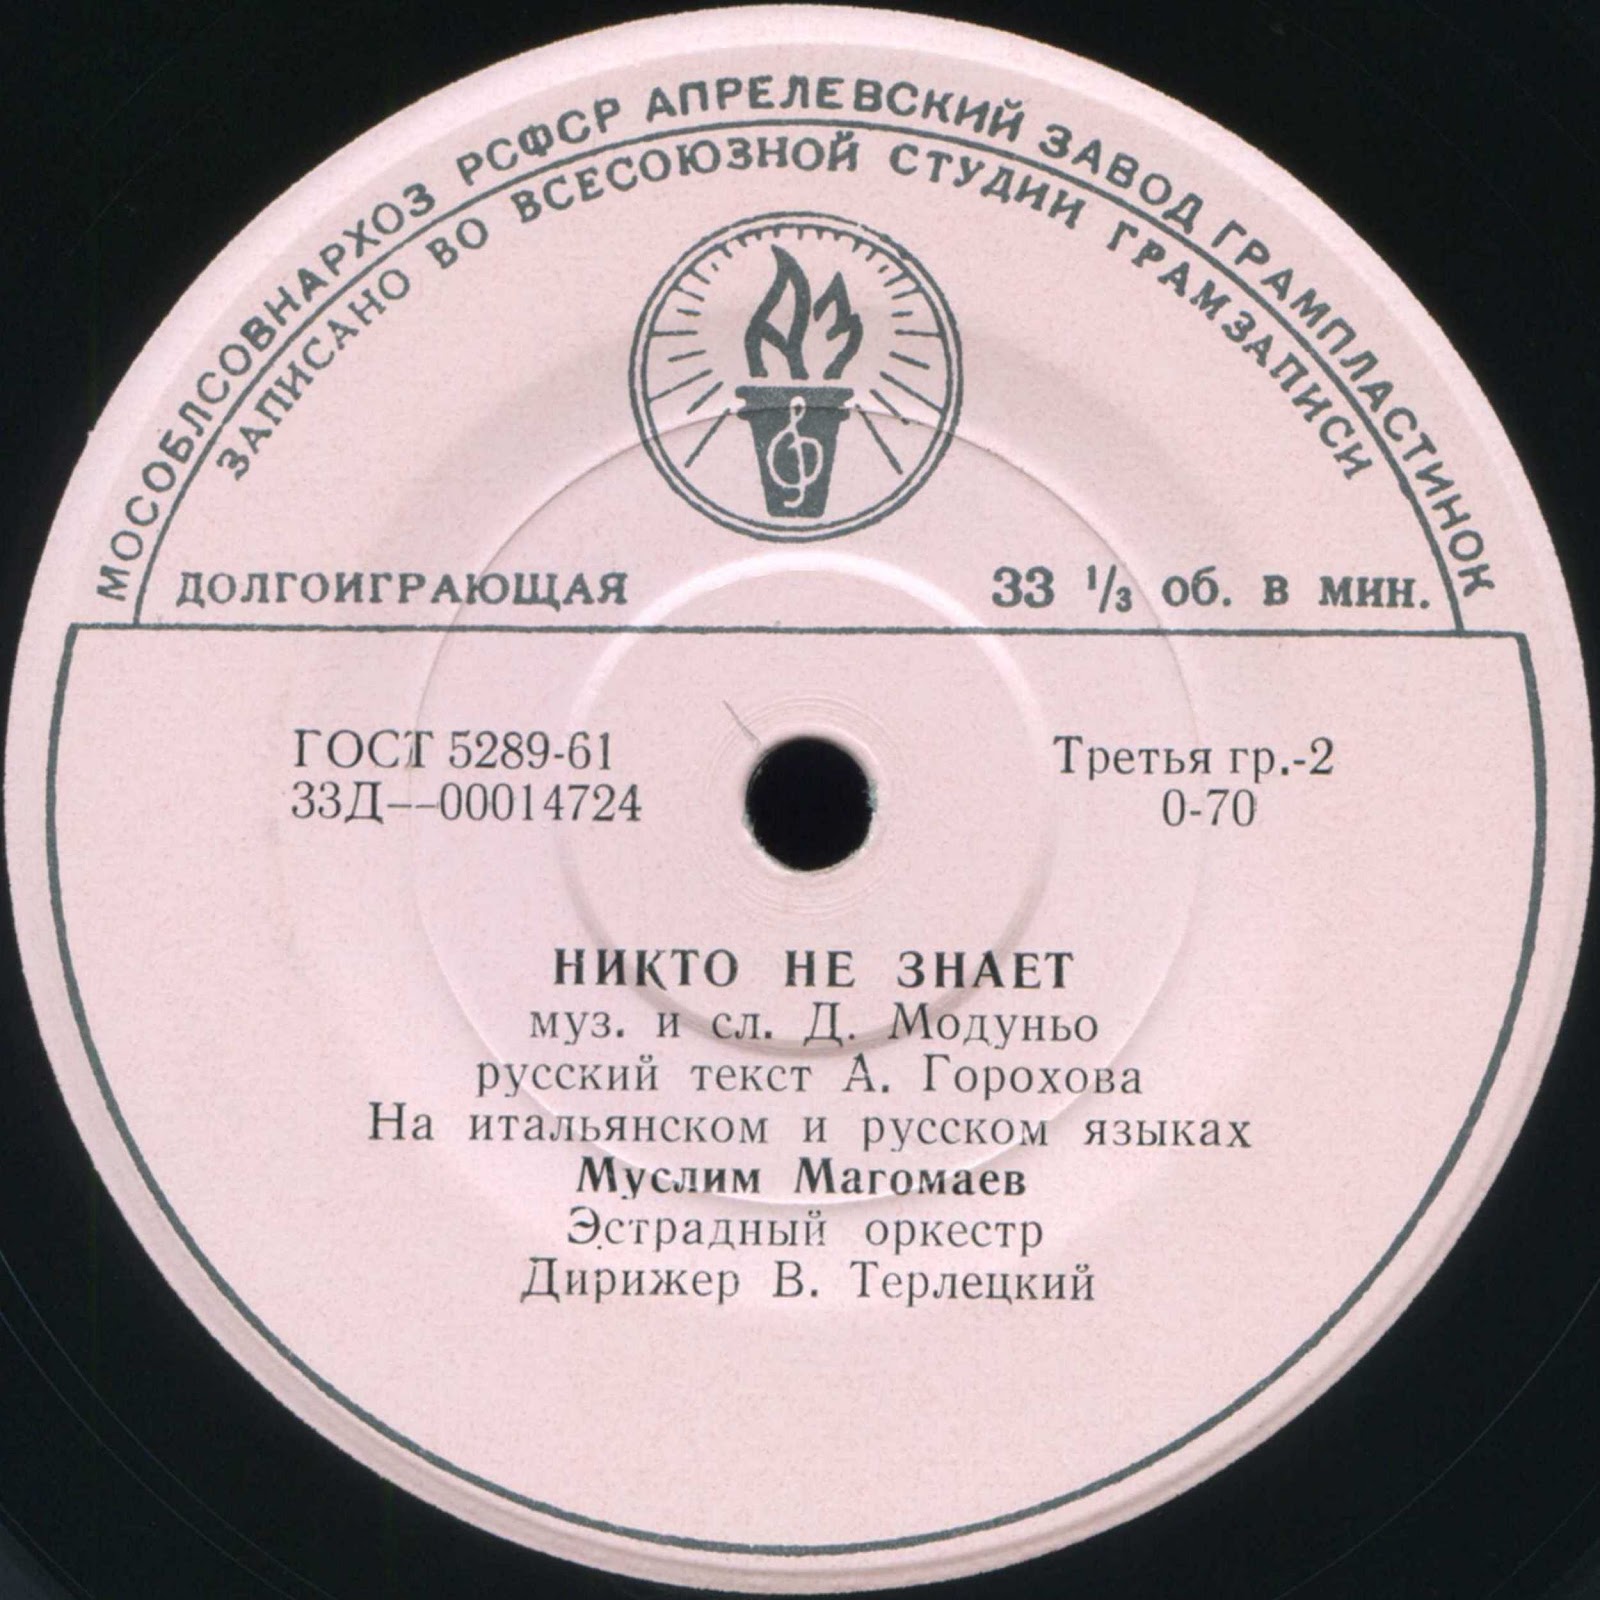 МОСОБЛСОВНАРХОЗ РСФСР АПРЕЛЕВСКИЙ ЗАВОД ГРАМПЛАСТИНОК
ЗАПИСАНО ВО ВСЕСОЮЗНОЙ СТУДИИ ГРАМЗАПИСИ
АЗ
ДОЛГОИГРАЮЩАЯ 33 1/3 об. в мин.
ГОСТ 5289-61 Третья гр.-2
33Д--00014724 0-70
НИКТО НЕ ЗНАЕТ
муз. и сл. Д. Модуньо
русский текст А. Горохова
На итальянском и русском языках
Муслим Магомаев
Эстрадный оркестр
Дирижер В. Терлецкий